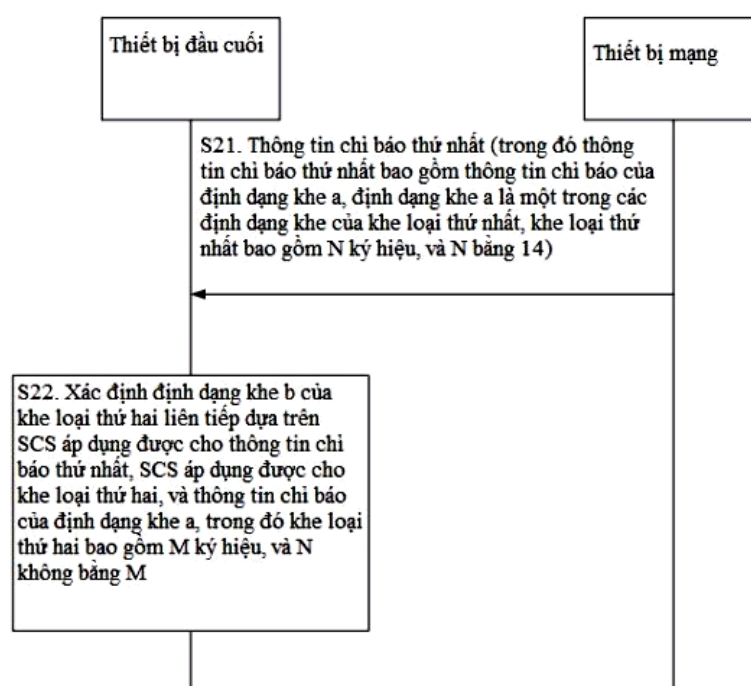 Thiết bị đầu cuối
Thiết bị mạng
S21. Thông tin chỉ báo thứ nhất (trong đó thông
tin chỉ báo thứ nhất bao gồm thông tin chỉ báo của
định dạng khe a, định dạng khe a là một trong các
định dạng khe của khe loại thứ nhất, khe loại thứ
nhất bao gồm N ký hiệu, và N bằng 14)
S22. Xác định định dạng khe b của
khe loại thứ hai liên tiếp dựa trên
SCS áp dụng được cho thông tin chỉ
báo thứ nhất, SCS áp dụng được cho
khe loại thứ hai, và thông tin chỉ báo
của định dạng khe a, trong đó khe loại
thứ hai bao gồm M ký hiệu, và N
không bằng M